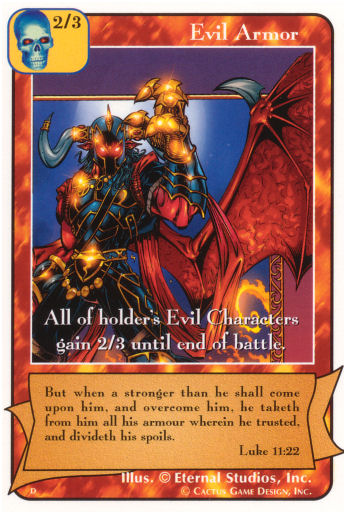 2/3
Evil Armor
All of holder's Evil Characters
gain 2/3 until end of battle.
But when a stronger than he shall come
upon him, and overcome him, he taketh
from him all his armour wherein he trusted,
and divideth his spoils.
Luke 11:22
Illus. © Eternal Studios, Inc.
D
© Cactus Game Design, Inc.